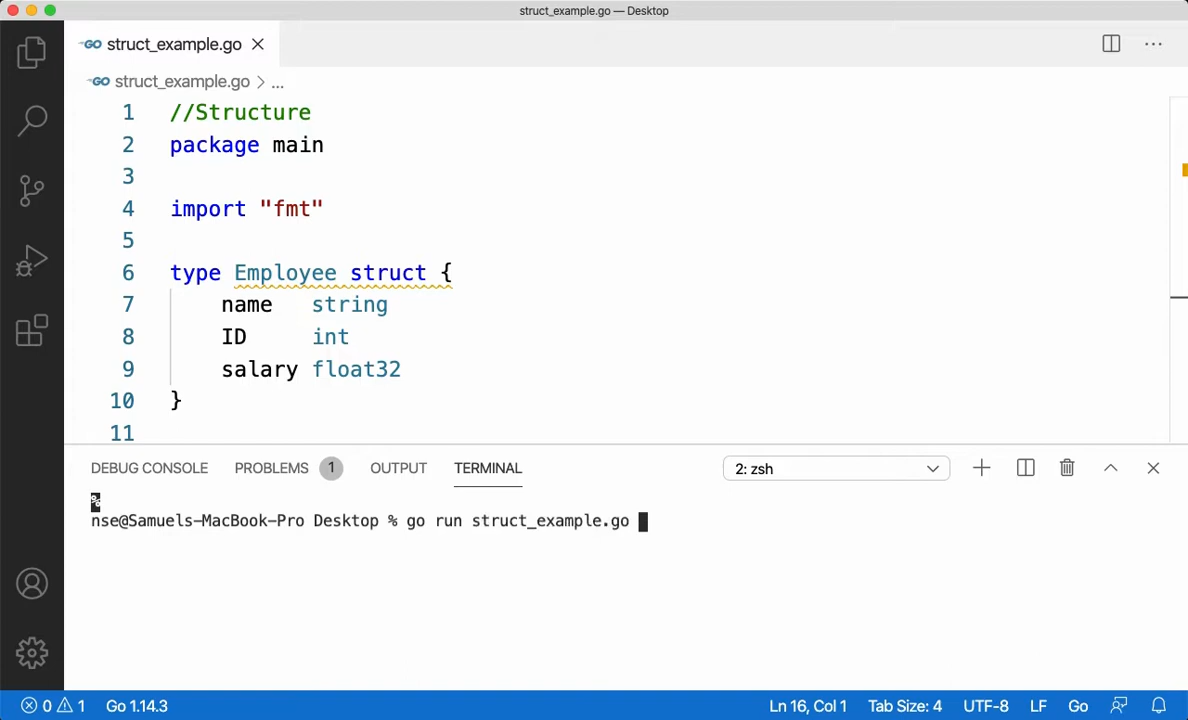 struct_example.go — Desktop
GO struct_example.go
GO struct_example.go > ...
1 //Structure
2 package main
3
4 import "fmt"
5
6 type Employee struct {
7 name string
8 ID int
9 salary float32
10 }
11
DEBUG CONSOLE PROBLEMS 1 OUTPUT TERMINAL 2: zsh
%
nse@Samuels-MacBook-Pro Desktop % go run struct_example.go
0 1 Go 1.14.3 Ln 16, Col 1 Tab Size: 4 UTF-8 LF Go